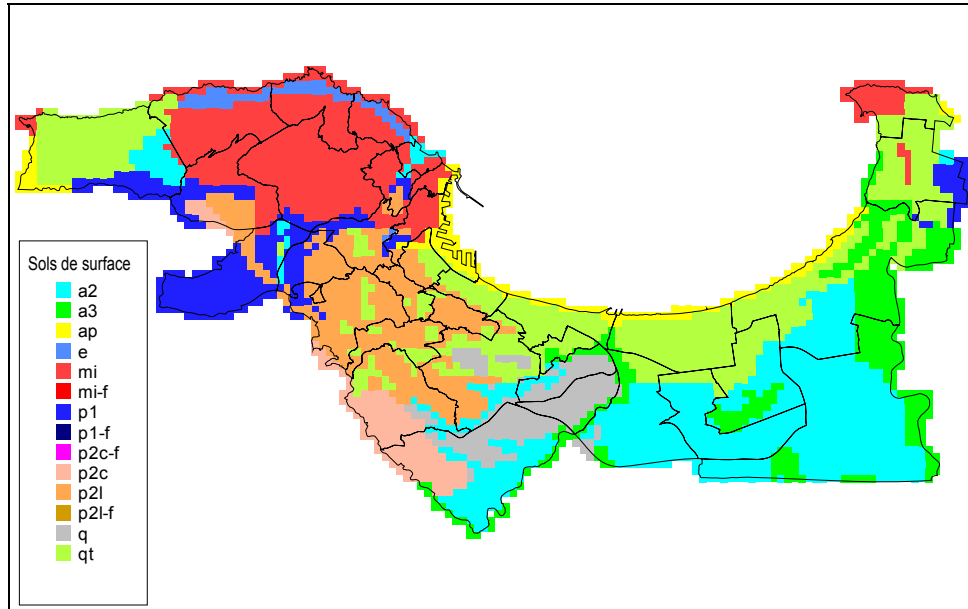 Sols de surface
a2
a3
ap
e
mi
mi-f
p1
p1-f
p2c-f
p2c
p2l
p2l-f
q
qt